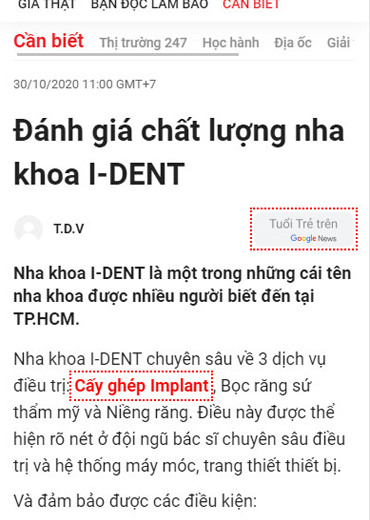 GIÁ THẬT BẠN ĐỌC LÀM BÁO CẦN BIẾT
Cần biết Thị trường 247 Học hành Địa ốc Giải
30/10/2020 11:00 GMT+7
Đánh giá chất lượng nha
khoa I-DENT
T.D.V
Tuổi Trẻ trên
Google News
Nha khoa I-DENT là một trong những cái tên
nha khoa được nhiều người biết đến tại
TP.HCM.
Nha khoa I-DENT chuyên sâu về 3 dịch vụ
điều trị: Cấy ghép Implant, Bọc răng sứ
thẩm mỹ và Niềng răng. Điều này được thể
hiện rõ nét ở đội ngũ bác sĩ chuyên sâu điều
trị và hệ thống máy móc, trang thiết thiết bị.
Và đảm bảo được các điều kiện: